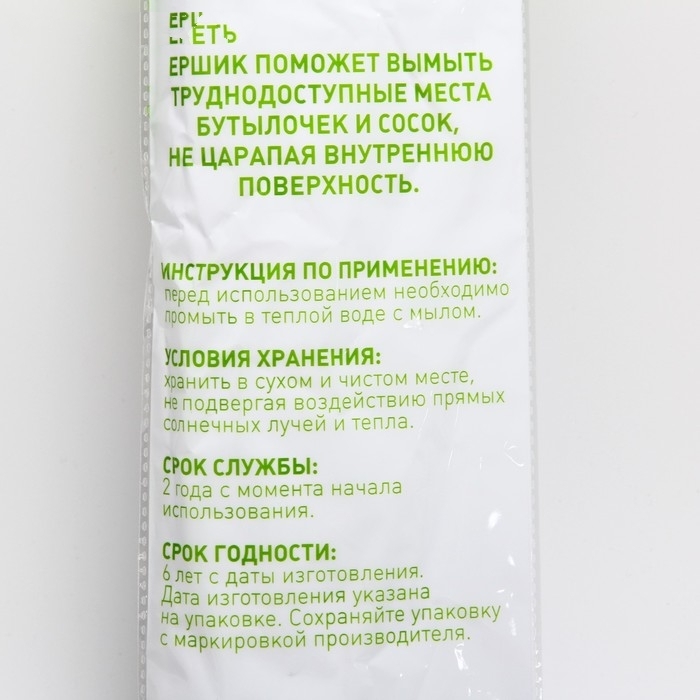 ЕРШИК ПОМОЖЕТ ВЫМЫТЬ
ТРУДНОДОСТУПНЫЕ МЕСТА
БУТЫЛОЧЕК И СОСОК,
НЕ ЦАРАПАЯ ВНУТРЕННЮЮ
ПОВЕРХНОСТЬ.
ИНСТРУКЦИЯ ПО ПРИМЕНЕНИЮ:
перед использованием необходимо
промыть в теплой воде с мылом.
УСЛОВИЯ ХРАНЕНИЯ:
хранить в сухом и чистом месте,
не подвергая воздействию прямых
солнечных лучей и тепла.
СРОК СЛУЖБЫ:
2 года с момента начала
использования.
СРОК ГОДНОСТИ:
6 лет с даты изготовления.
Дата изготовления указана
на упаковке. Сохраняйте упаковку
с маркировкой производителя.